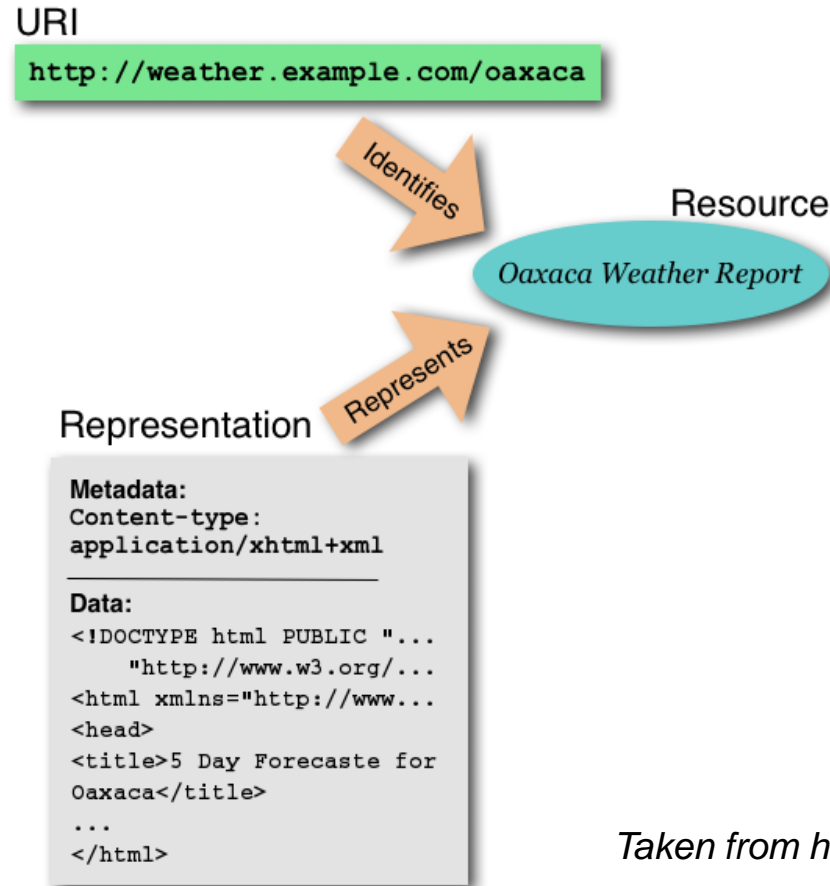 URI
http://weather.example.com/oaxaca
Identifies
Resource
Oaxaca Weather Report
Represents
Representation
Metadata:
Content-type:
application/xhtml+xml
Data:
<!DOCTYPE html PUBLIC "...
"http://www.w3.org/...
<html xmlns="http://www...
<head>
<title>5 Day Forecaste for
Oaxaca</title>
...
</html>
Taken from h